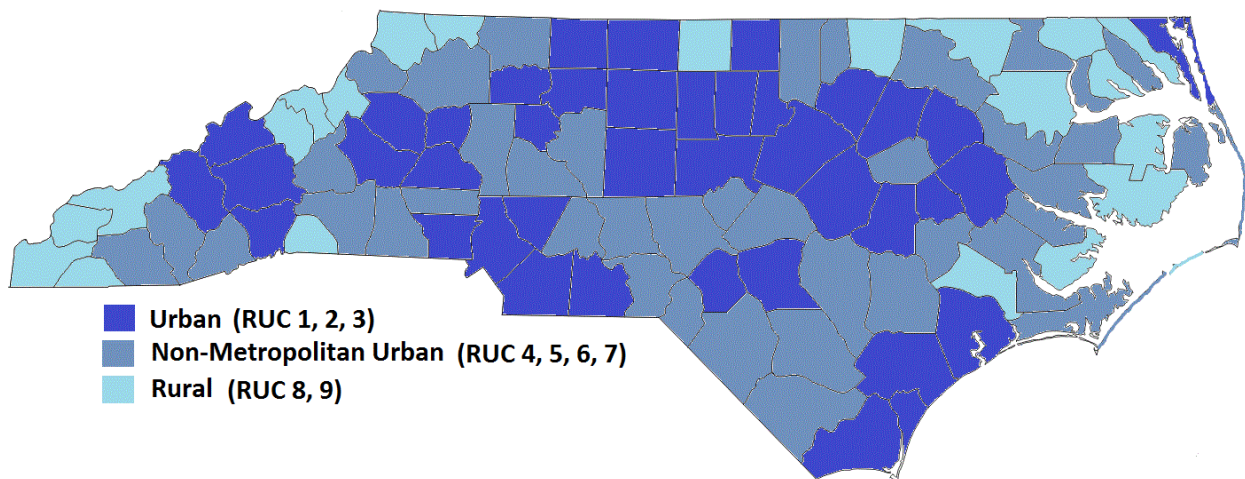 Urban (RUC 1, 2, 3)
Non-Metropolitan Urban (RUC 4, 5, 6, 7)
Rural (RUC 8, 9)